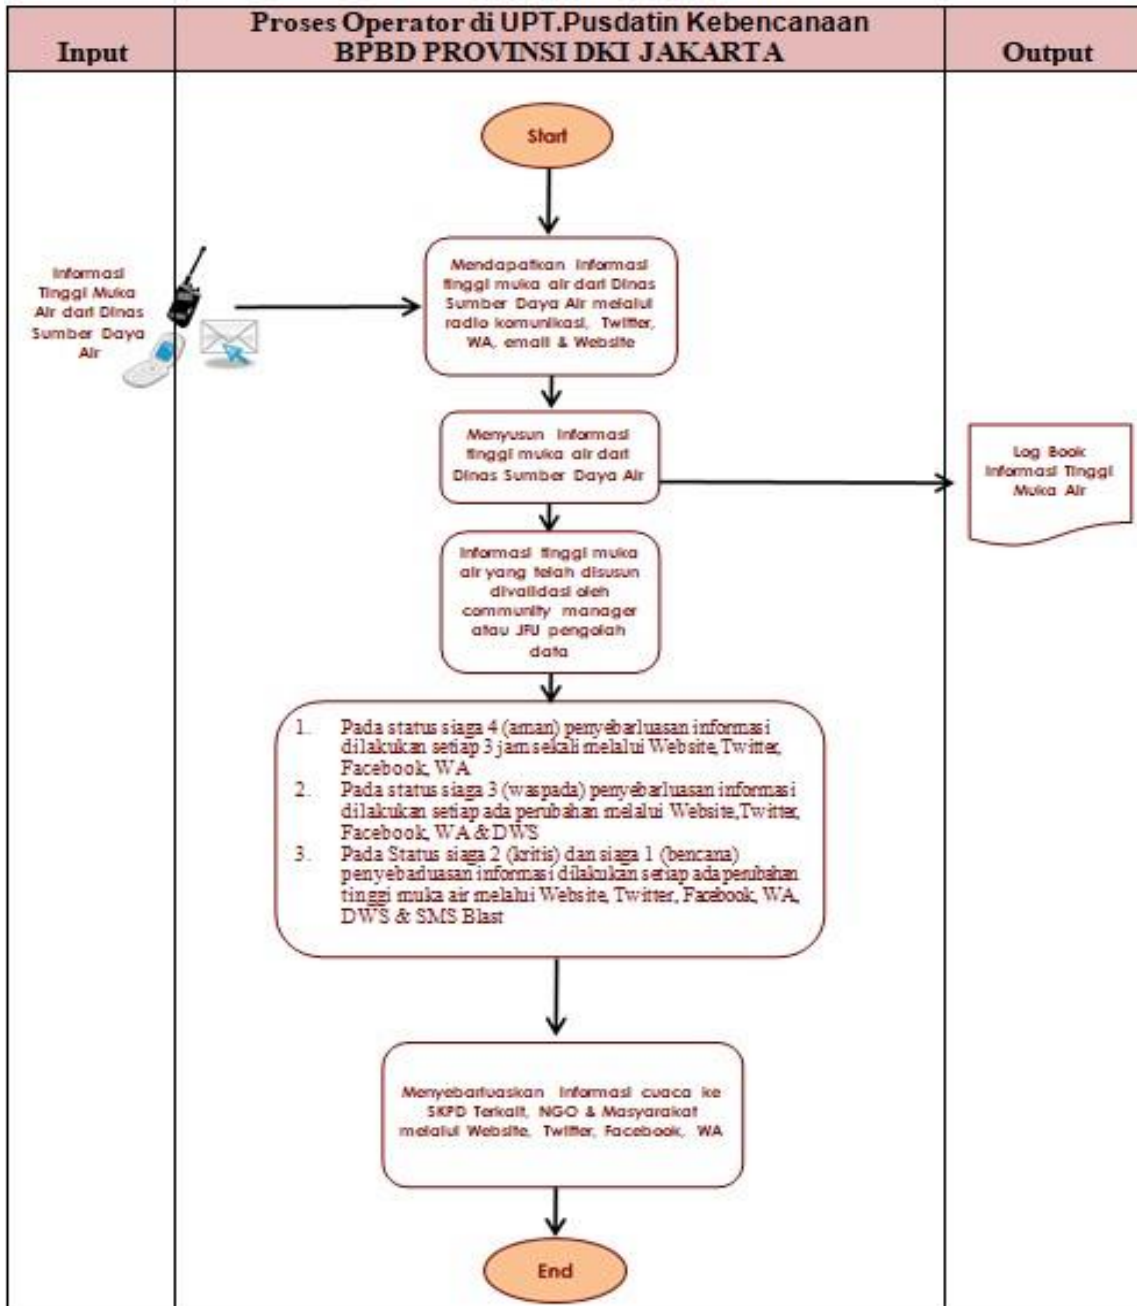 Input
Proses Operator di UPT.Pusdatin Kebencanaan
BPBD PROVINSI DKI JAKARTA
Output
Start
Informasi
Tinggi Muka
Air dari Dinas
Sumber Daya
Air
Mendapatkan informasi
tinggi muka air dari Dinas
Sumber Daya Air melalui
radio komunikasi, Twitter,
WA, email & Website
Menyusun informasi
tinggi muka air dari
Dinas Sumber Daya Air
Log Book
Informasi Tinggi
Muka Air
Informasi tinggi muka
air yang telah disusun
divalidasi oleh
community manager
atau JFU pengolah
data
1. Pada status siaga 4 (aman) penyebarluasan informasi
dilakukan setiap 3 jam sekali melalui Website, Twitter,
Facebook, WA
2. Pada status siaga 3 (waspada) penyebarluasan informasi
dilakukan setiap ada perubahan melalui Website,Twitter,
Facebook, WA & DWS
3. Pada Status siaga 2 (kritis) dan siaga 1 (bencana)
penyebarluasan informasi dilakukan setiap ada perubahan
tinggi muka air melalui Website, Twitter, Facebook, WA,
DWS & SMS Blast
Menyebarluaskan informasi cuaca ke
SKPD Terkait, NGO & Masyarakat
melalui Website, Twitter, Facebook, WA
End